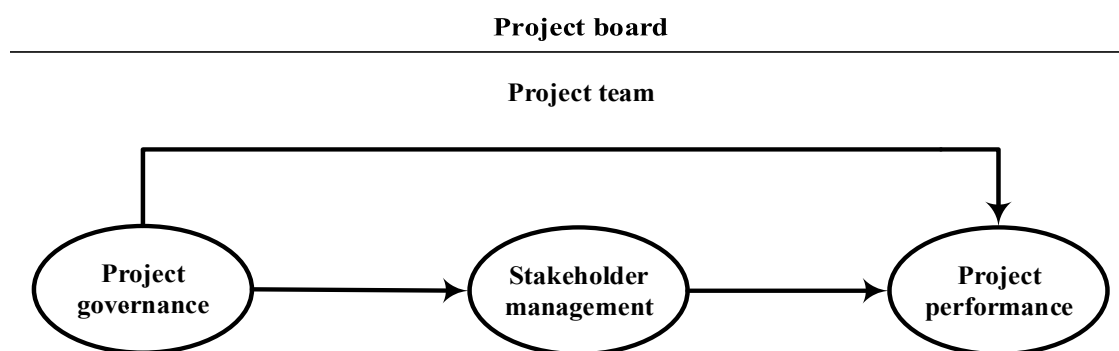 Project board
Project team
Project
governance
Stakeholder
management
Project
performance